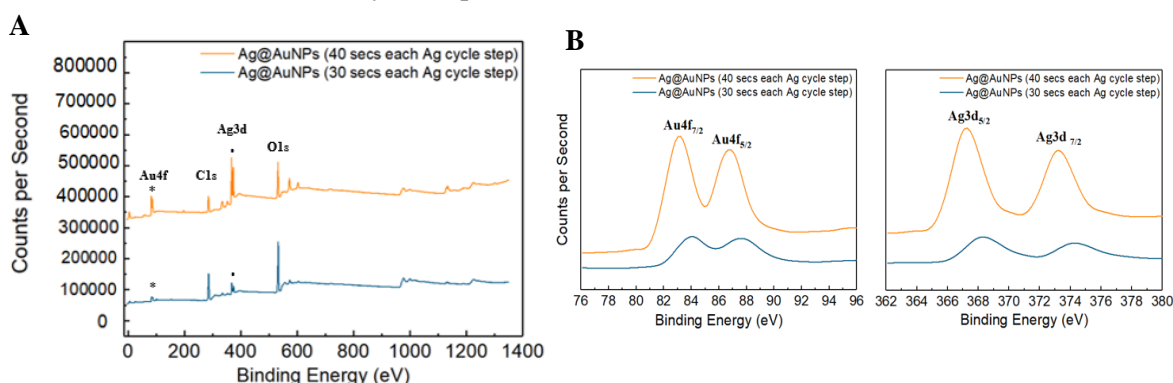 A
Ag@AuNPs (40 secs each Ag cycle step)
Ag@AuNPs (30 secs each Ag cycle step)
800000
700000
600000
500000
400000
300000
200000
100000
0
Counts per Second
Au4f
*
C1s
Ag3d
O1s
*
0 200 400 600 800 1000 1200 1400
Binding Energy (eV)
B
Ag@AuNPs (40 secs each Ag cycle step)
Ag@AuNPs (30 secs each Ag cycle step)
Au4f7/2
Au4f5/2
Counts per Second
76 78 80 82 84 86 88 90 92 94 96
Binding Energy (eV)
Ag@AuNPs (40 secs each Ag cycle step)
Ag@AuNPs (30 secs each Ag cycle step)
Ag3d5/2
Ag3d 7/2
362 364 366 368 370 372 374 376 378 380
Binding Energy (eV)